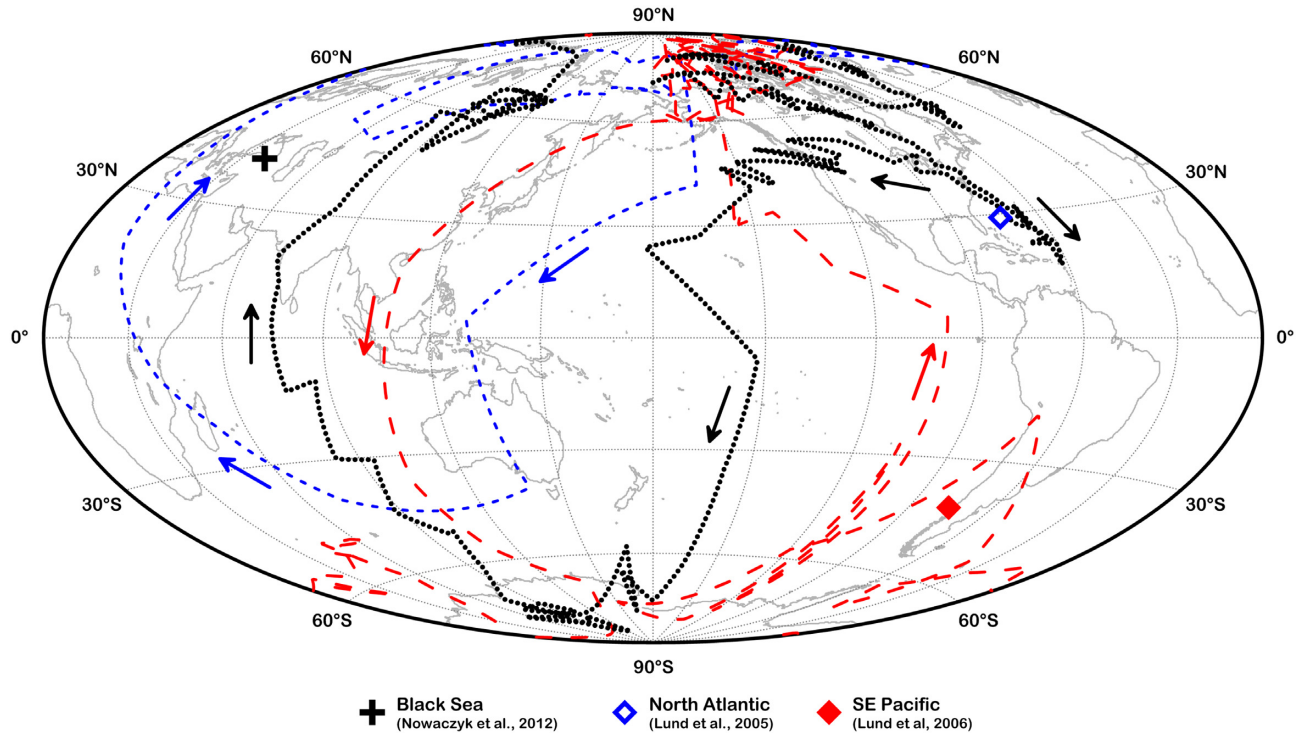 90°N
60°N
60°N
30°N
30°N
0°
0°
30°S
30°S
60°S
60°S
90°S
Black Sea
(Nowaczyk et al., 2012)
North Atlantic
(Lund et al., 2005)
SE Pacific
(Lund et al, 2006)